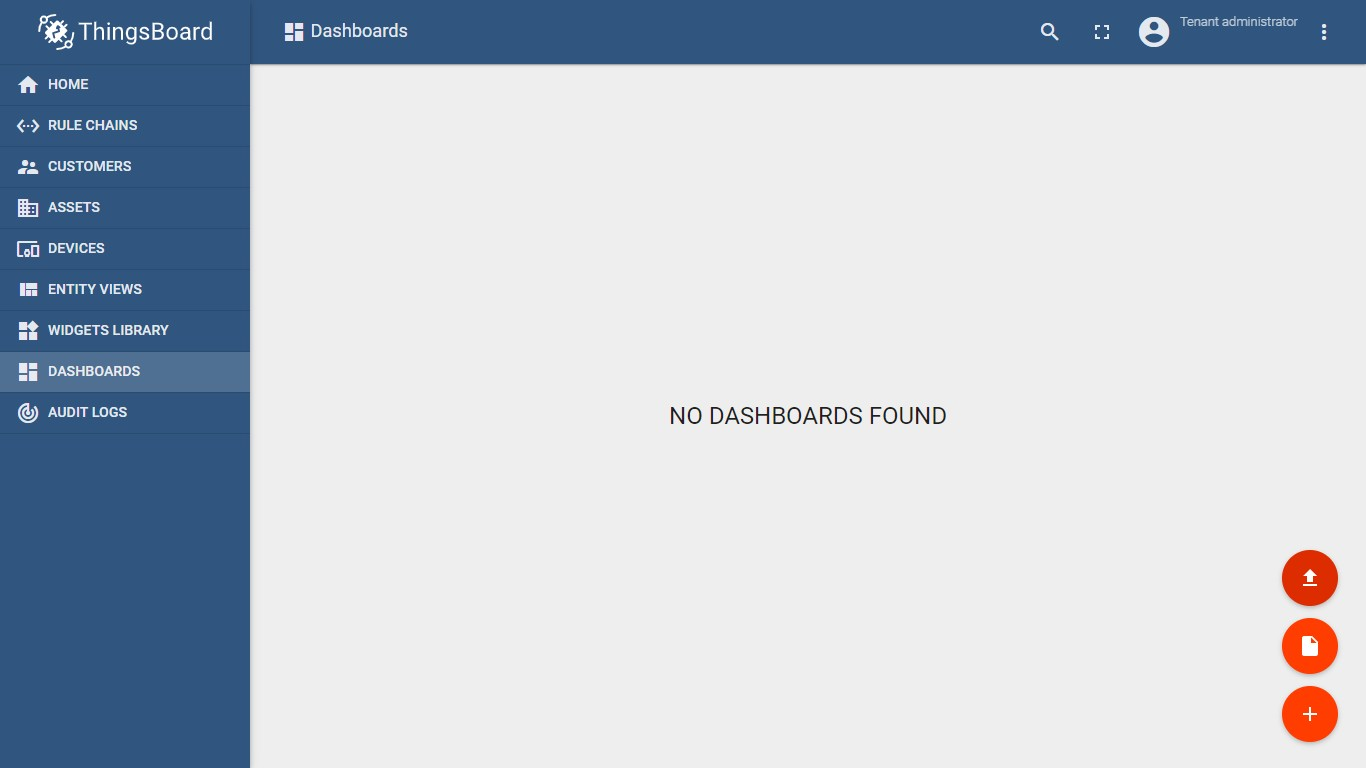 ThingsBoard
Dashboards
Tenant administrator
HOME
RULE CHAINS
CUSTOMERS
ASSETS
DEVICES
ENTITY VIEWS
WIDGETS LIBRARY
DASHBOARDS
AUDIT LOGS
NO DASHBOARDS FOUND